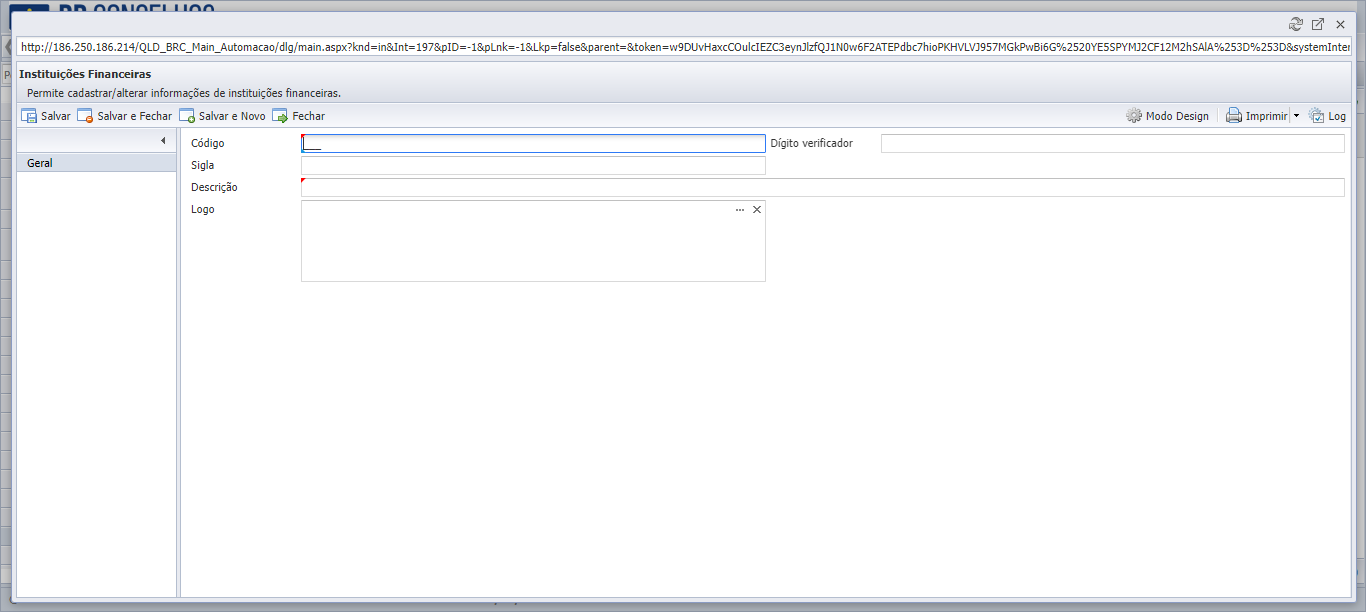 http://186.250.186.214/QLD_BRC_Main_Automacao/dlg/main.aspx?knd=in&Int=197&pID=-1&pLnk=-1&Lkp=false&parent=&token=w9DUvHaxcCOulcIEZC3eynJlzfQJ1N0w6F2ATEPdbc7hioPKHVLVJ957MGkPwBi6G%2520YE5SPYMJ2CF12M2hSAlA%253D%253D&systemInter
Instituições Financeiras
Permite cadastrar/alterar informações de instituições financeiras.
Salvar Salvar e Fechar Salvar e Novo Fechar Modo Design Imprimir Log
Geral
Código Dígito verificador
Sigla
Descrição
Logo